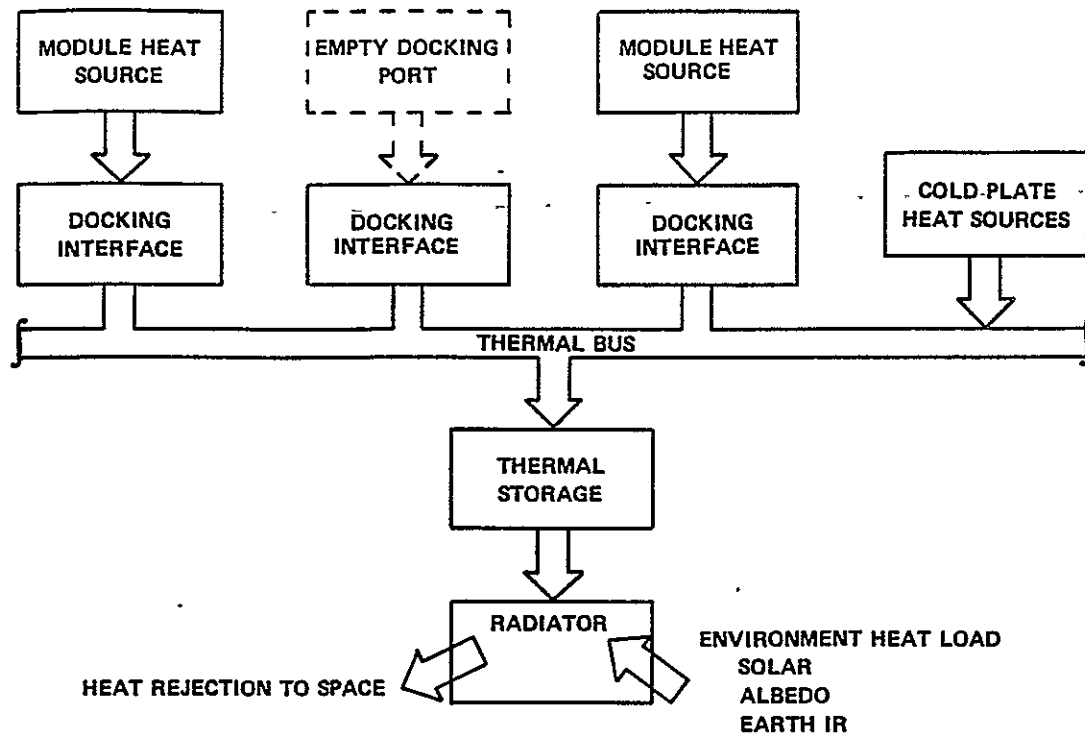 MODULE HEAT
SOURCE
EMPTY DOCKING
PORT
MODULE HEAT
SOURCE
COLD-PLATE
HEAT SOURCES
DOCKING
INTERFACE
DOCKING
INTERFACE
DOCKING
INTERFACE
THERMAL BUS
THERMAL
STORAGE
RADIATOR
HEAT REJECTION TO SPACE
ENVIRONMENT HEAT LOAD
SOLAR
ALBEDO
EARTH IR